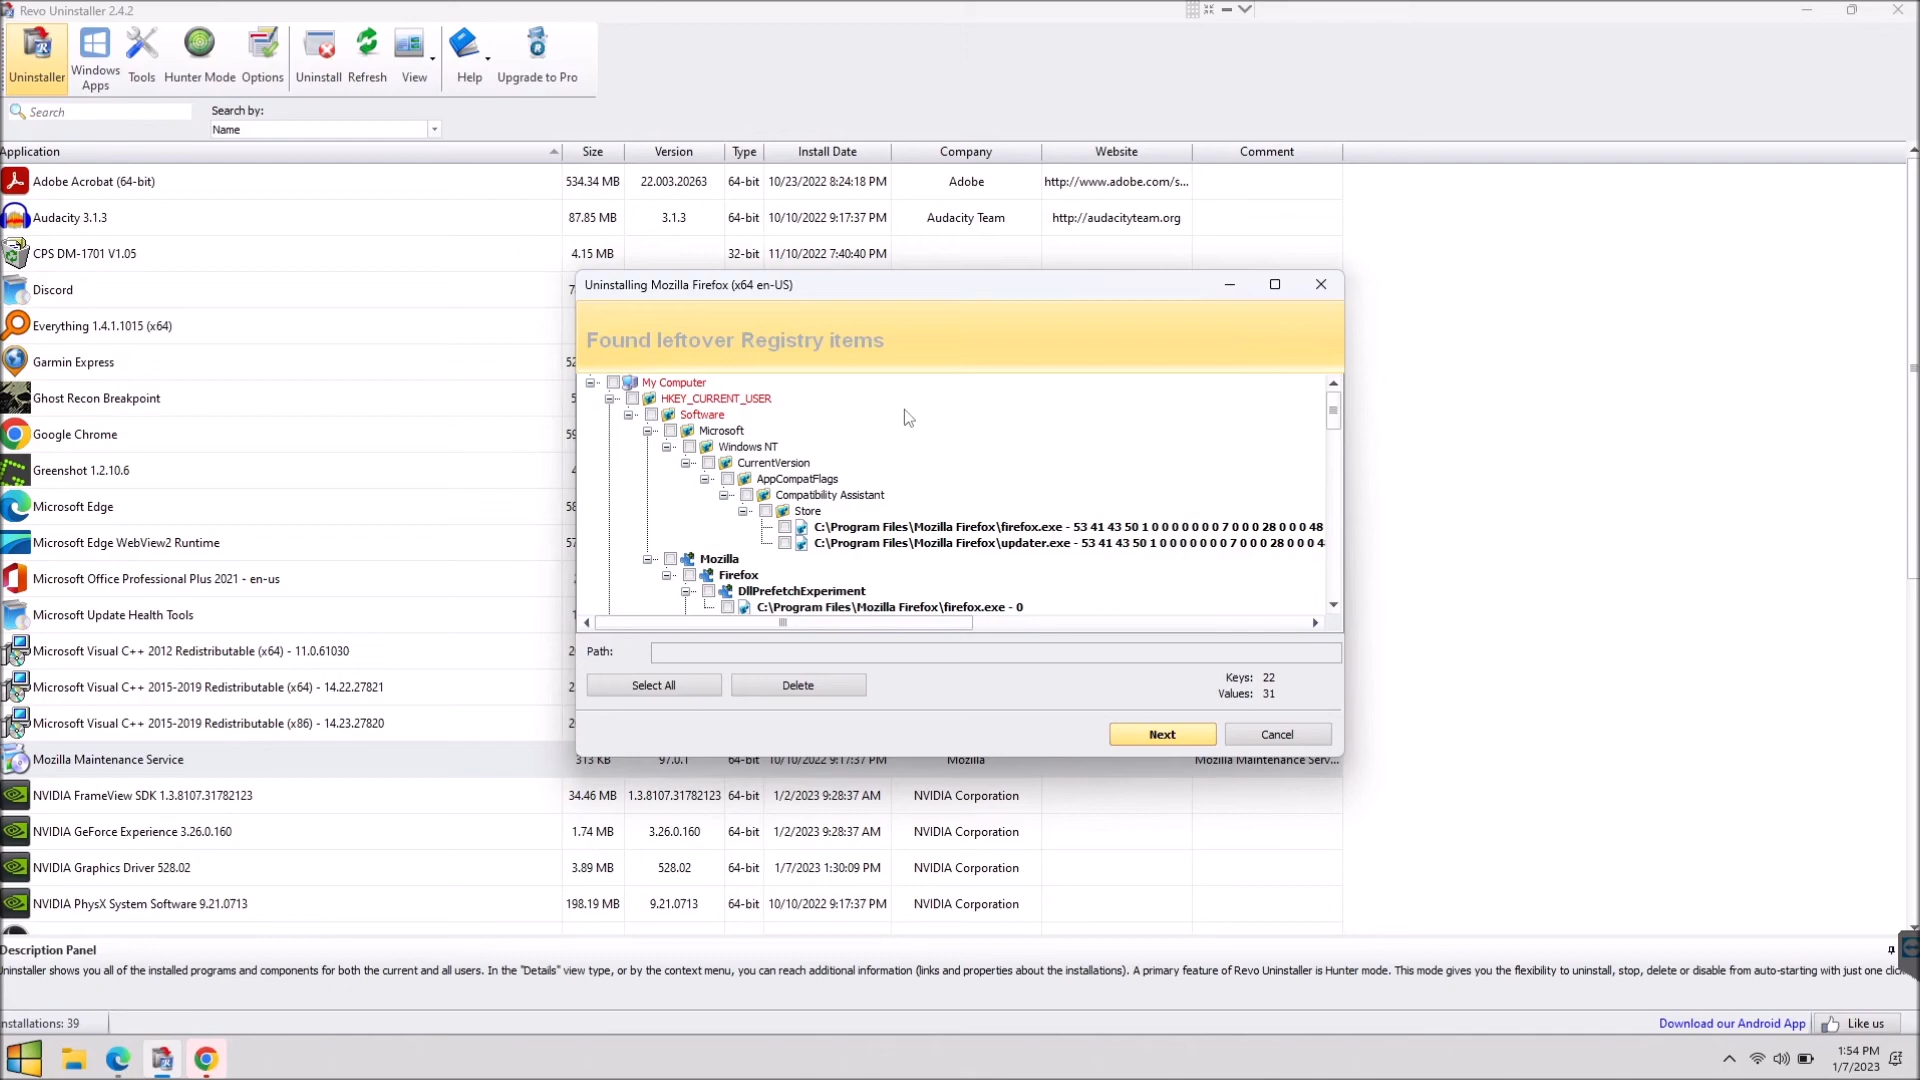 Revo Uninstaller 2.4.2
Uninstaller
Windows Apps
Tools
Hunter Mode
Options
Uninstall
Refresh
View
Help
Upgrade to Pro
Search
Search by:
Name
Application Size Version Type Install Date Company Website Comment
Adobe Acrobat (64-bit) 534.34 MB 22.003.20263 64-bit 10/23/2022 8:24:18 PM Adobe http://www.adobe.com/s...
Audacity 3.1.3 87.85 MB 3.1.3 64-bit 10/10/2022 9:17:37 PM Audacity Team http://audacityteam.org
CPS DM-1701 V1.05 4.15 MB 32-bit 11/10/2022 7:40:40 PM
Discord
Everything 1.4.1.1015 (x64)
Garmin Express
Ghost Recon Breakpoint
Google Chrome
Greenshot 1.2.10.6
Microsoft Edge
Microsoft Edge WebView2 Runtime
Microsoft Office Professional Plus 2021 - en-us
Microsoft Update Health Tools
Microsoft Visual C++ 2012 Redistributable (x64) - 11.0.61030
Microsoft Visual C++ 2015-2019 Redistributable (x64) - 14.22.27821
Microsoft Visual C++ 2015-2019 Redistributable (x86) - 14.23.27820
Mozilla Maintenance Service 313 KB 97.0.1 64-bit 10/10/2022 9:17:37 PM Mozilla Mozilla Maintenance Serv...
NVIDIA FrameView SDK 1.3.8107.31782123 34.46 MB 1.3.8107.31782123 64-bit 1/2/2023 9:28:37 AM NVIDIA Corporation
NVIDIA GeForce Experience 3.26.0.160 1.74 MB 3.26.0.160 64-bit 1/2/2023 9:28:37 AM NVIDIA Corporation
NVIDIA Graphics Driver 528.02 3.89 MB 528.02 64-bit 1/7/2023 1:30:09 PM NVIDIA Corporation
NVIDIA PhysX System Software 9.21.0713 198.19 MB 9.21.0713 64-bit 10/10/2022 9:17:37 PM NVIDIA Corporation
Uninstalling Mozilla Firefox (x64 en-US)
Found leftover Registry items
My Computer
HKEY_CURRENT_USER
Software
Microsoft
Windows NT
CurrentVersion
AppCompatFlags
Compatibility Assistant
Store
C:\Program Files\Mozilla Firefox\firefox.exe - 53 41 43 50 1 0 0 0 0 0 0 0 7 0 0 0 28 0 0 0 48
C:\Program Files\Mozilla Firefox\updater.exe - 53 41 43 50 1 0 0 0 0 0 0 0 7 0 0 0 28 0 0 0 4
Mozilla
Firefox
DllPrefetchExperiment
C:\Program Files\Mozilla Firefox\firefox.exe - 0
Path:
Select All
Delete
Keys: 22
Values: 31
Next
Cancel
Description Panel
Uninstaller shows you all of the installed programs and components for both the current and all users. In the "Details" view type, or by the context menu, you can reach additional information (links and properties about the installations). A primary feature of Revo Uninstaller is Hunter mode. This mode gives you the flexibility to uninstall, stop, delete or disable from auto-starting with just one clic
nstallations: 39
Download our Android App
Like us
1:54 PM
1/7/2023